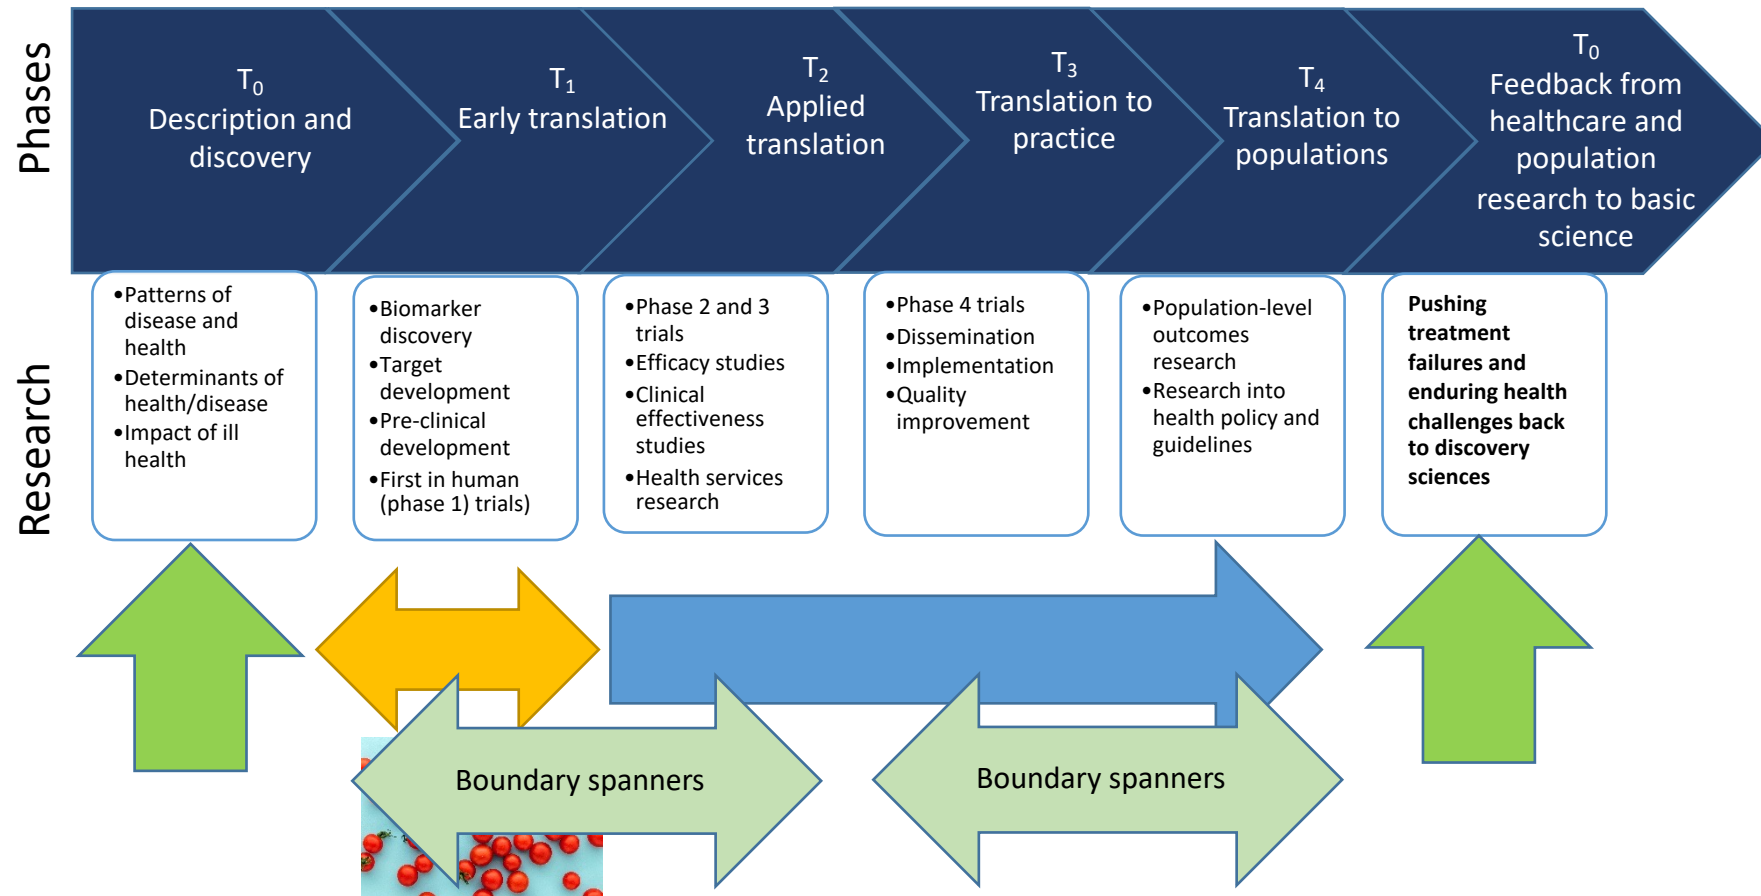 Phases
T₀
Description and
discovery
T₁
Early translation
T₂
Applied
translation
T₃
Translation to
practice
T₄
Translation to
populations
T₀
Feedback from
healthcare and
population
research to basic
science
Research
•Patterns of
disease and
health
•Determinants of
health/disease
•Impact of ill
health
•Biomarker
discovery
•Target
development
•Pre-clinical
development
•First in human
(phase 1) trials)
•Phase 2 and 3
trials
•Efficacy studies
•Clinical
effectiveness
studies
•Health services
research
•Phase 4 trials
•Dissemination
•Implementation
•Quality
improvement
•Population-level
outcomes
research
•Research into
health policy and
guidelines
Pushing
treatment
failures and
enduring health
challenges back
to discovery
sciences
Boundary spanners
Boundary spanners